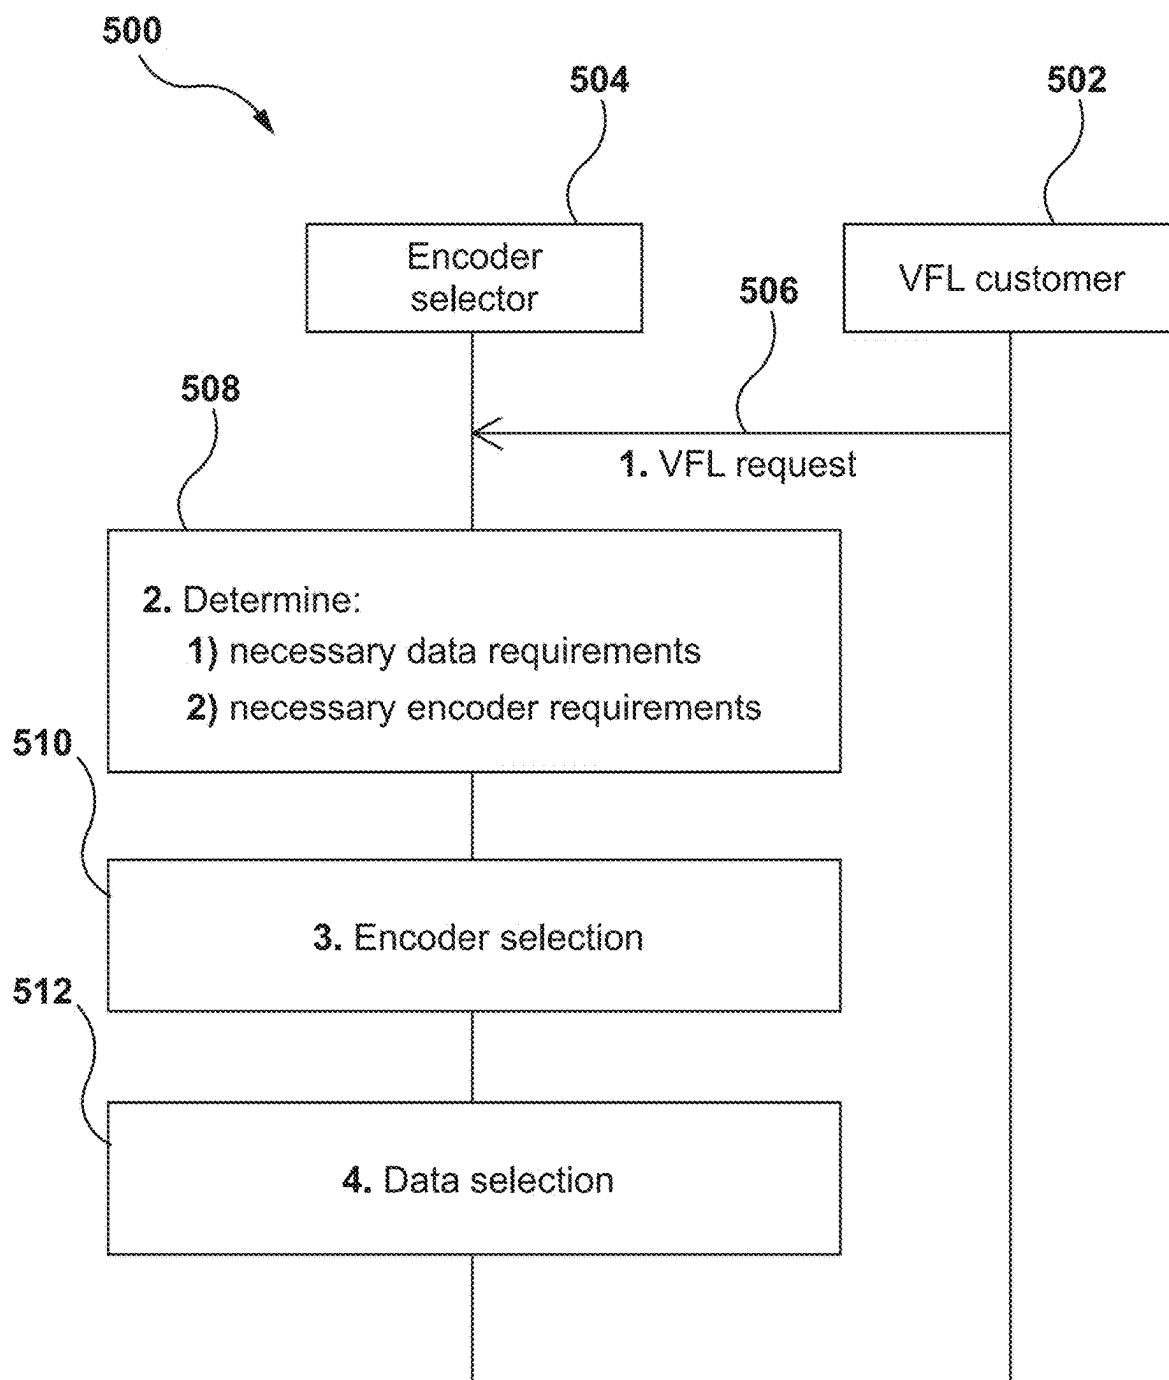 500
504
502
Encoder
selector
VFL customer
506
508
1. VFL request
2. Determine:
1) necessary data requirements
2) necessary encoder requirements
510
3. Encoder selection
512
4. Data selection